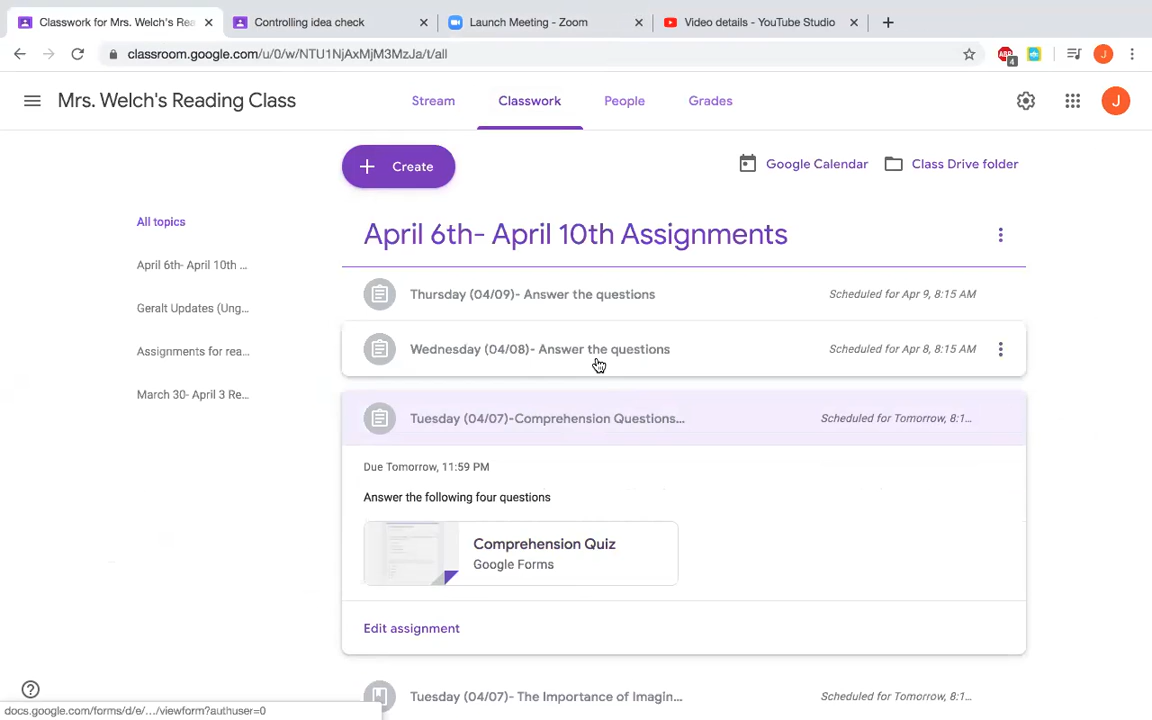 Classroom for Mrs. Welch's Rea
Controlling idea check
Launch Meeting - Zoom
Video details - YouTube Studio
classroom.google.com/u/0/w/NTU1NjAxMjM3MzJa/t/all
4
J
Mrs. Welch's Reading Class
Stream
Classwork
People
Grades
J
Create
Google Calendar
Class Drive folder
All topics
April 6th- April 10th ...
Geralt Updates (Ung...
Assignments for rea...
March 30- April 3 Re...
April 6th- April 10th Assignments
Thursday (04/09)- Answer the questions
Scheduled for Apr 9, 8:15 AM
Wednesday (04/08)- Answer the questions
Scheduled for Apr 8, 8:15 AM
Tuesday (04/07)-Comprehension Questions...
Scheduled for Tomorrow, 8:1...
Due Tomorrow, 11:59 PM
Answer the following four questions
Comprehension Quiz
Google Forms
Edit assignment
Tuesday (04/07)- The Importance of Imagin...
Scheduled for Tomorrow, 8:1...
docs.google.com/forms/d/e/.../viewform?authuser=0